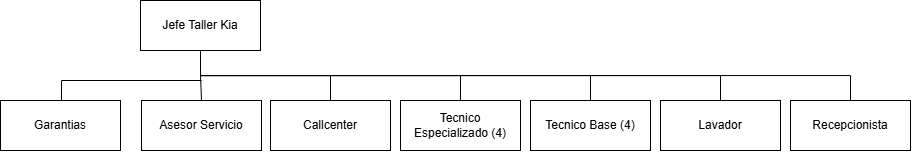 Jefe Taller Kia
Garantias
Asesor Servicio
Callcenter
Tecnico
Especializado (4)
Tecnico Base (4)
Lavador
Recepcionista